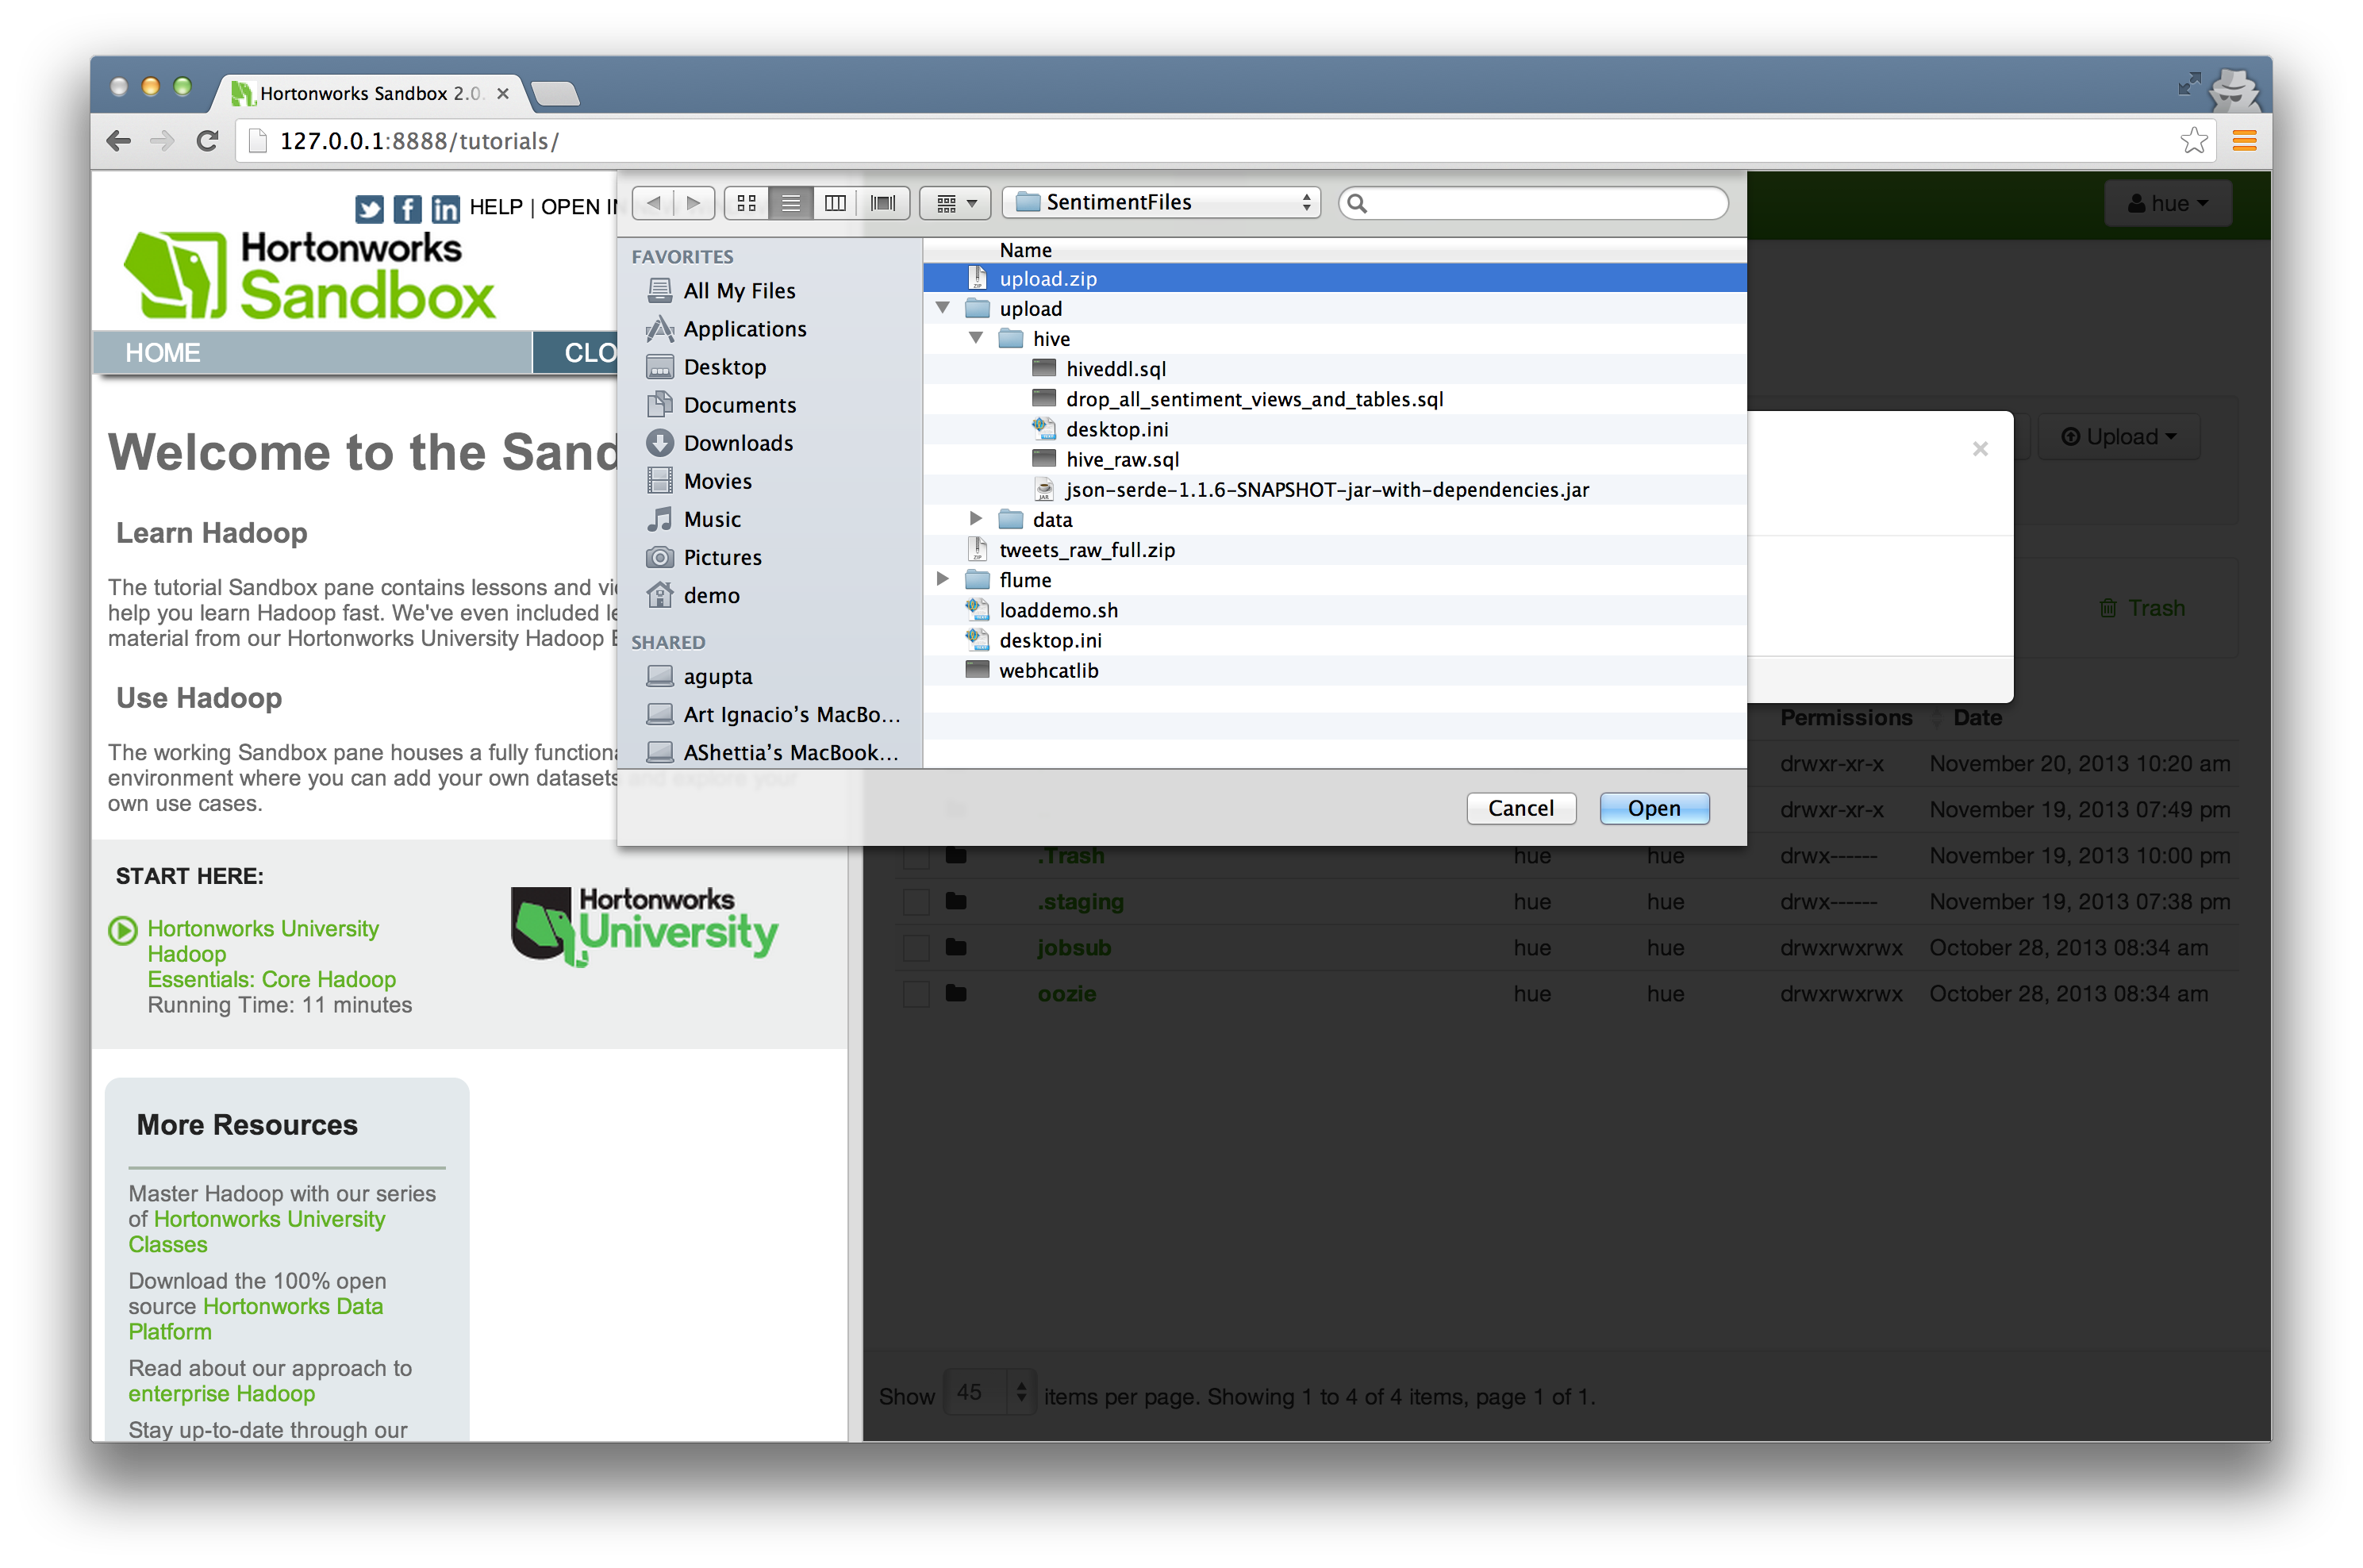 Hortonworks Sandbox 2.0.
127.0.0.1:8888/tutorials/
HELP | OPEN IN
Hortonworks
Sandbox
HOME
CLO
Welcome to the Sand
Learn Hadoop
The tutorial Sandbox pane contains lessons and vi
help you learn Hadoop fast. We've even included le
material from our Hortonworks University Hadoop E
Use Hadoop
The working Sandbox pane houses a fully functiona
environment where you can add your own datasets and explore your
own use cases.
START HERE:
Hortonworks University
Hadoop
Essentials: Core Hadoop
Running Time: 11 minutes
Hortonworks
University
More Resources
Master Hadoop with our series
of Hortonworks University
Classes
Download the 100% open
source Hortonworks Data
Platform
Read about our approach to
enterprise Hadoop
Stay up-to-date through our
SentimentFiles
FAVORITES
All My Files
Applications
Desktop
Documents
Downloads
Movies
Music
Pictures
demo
SHARED
agupta
Art Ignacio’s MacBo...
AShettia’s MacBook...
Name
upload.zip
upload
hive
hiveddl.sql
drop_all_sentiment_views_and_tables.sql
desktop.ini
hive_raw.sql
json-serde-1.1.6-SNAPSHOT-jar-with-dependencies.jar
data
tweets_raw_full.zip
flume
loaddemo.sh
desktop.ini
webhcatlib
Cancel
Open
hue
Upload
Trash
Permissions Date
drwxr-xr-x November 20, 2013 10:20 am
drwxr-xr-x November 19, 2013 07:49 pm
.Trash hue hue drwx------ November 19, 2013 10:00 pm
.staging hue hue drwx------ November 19, 2013 07:38 pm
jobsub hue hue drwxrwxrwx October 28, 2013 08:34 am
oozie hue hue drwxrwxrwx October 28, 2013 08:34 am
Show 45 items per page. Showing 1 to 4 of 4 items, page 1 of 1.